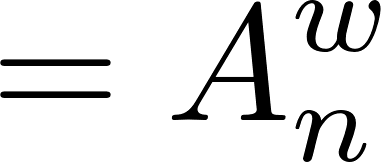 = A_n^w